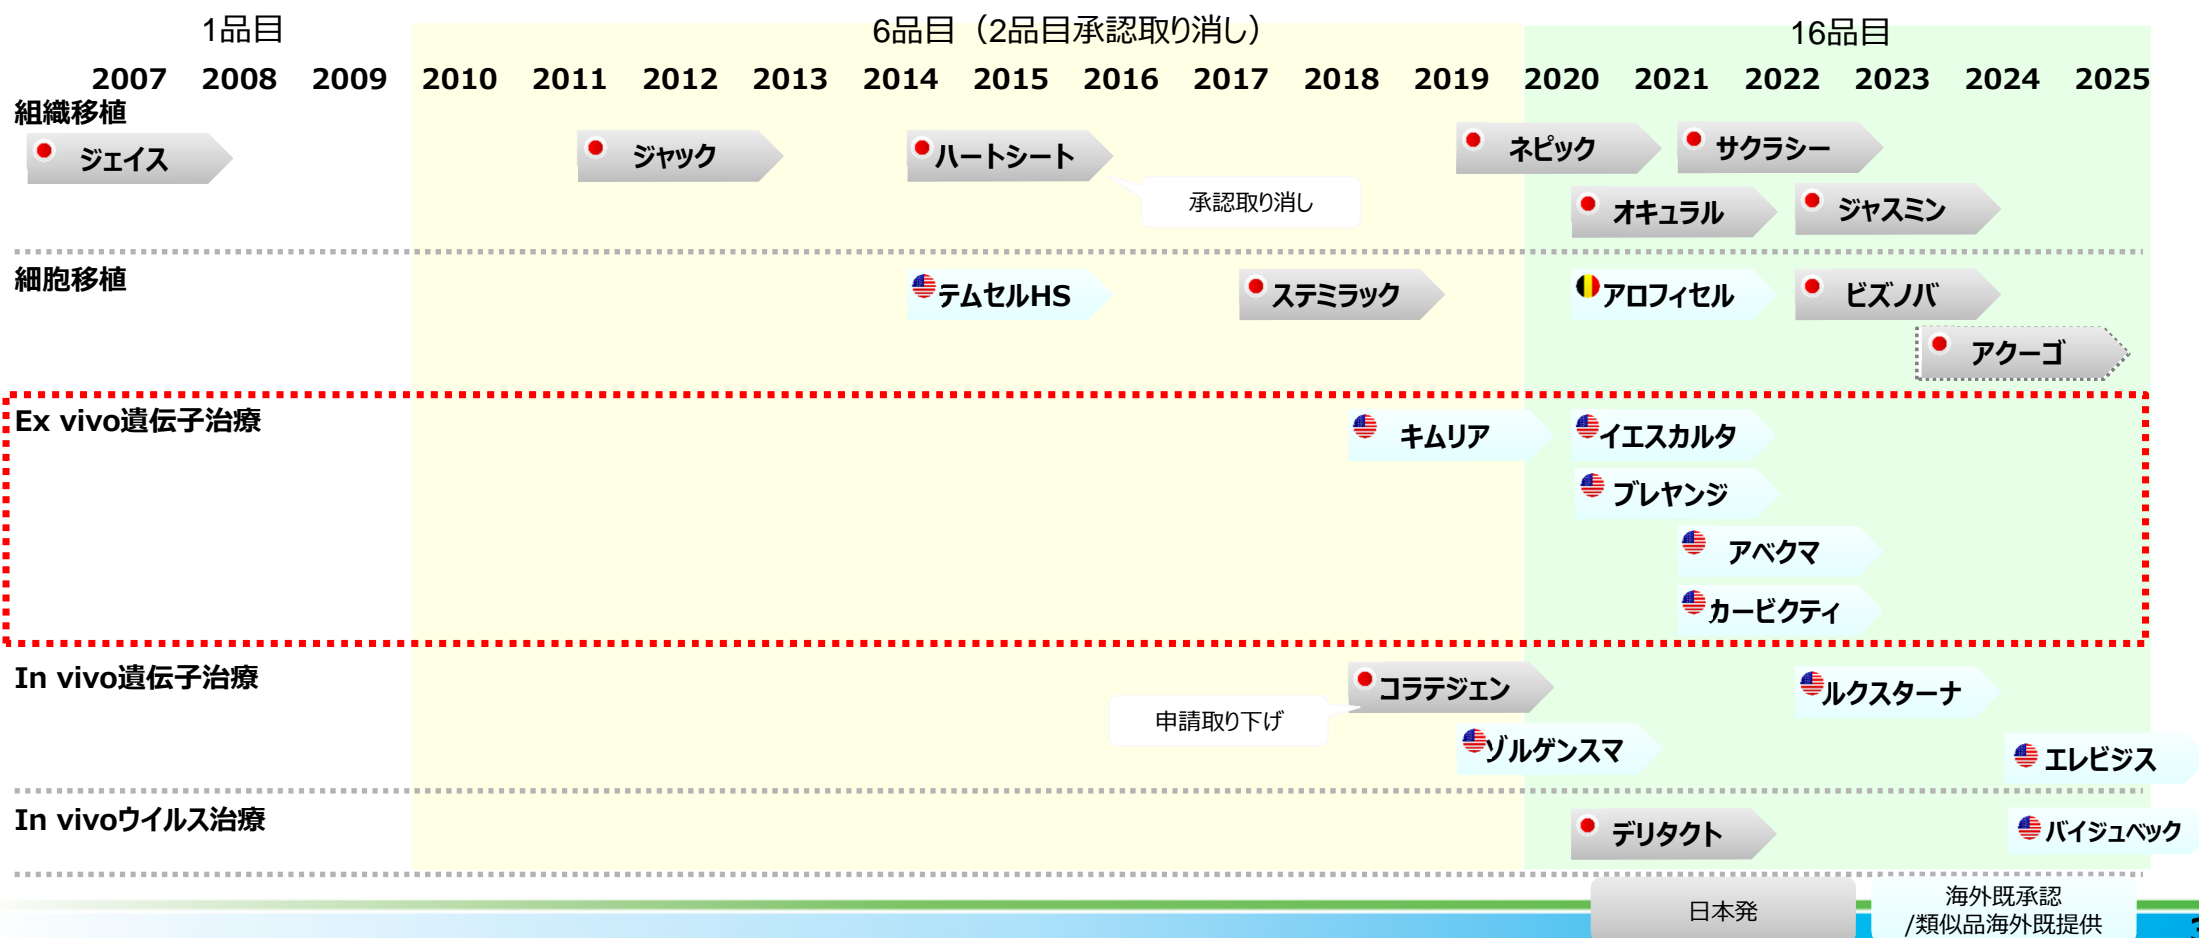 1品目
6品目（2品目承認取り消し）
16品目
2007 2008 2009 2010 2011 2012 2013 2014 2015 2016 2017 2018 2019 2020 2021 2022 2023 2024 2025
組織移植
ジェイス
ジャック
ハートシート
ネピック
サクラシー
承認取り消し
オキュラル
ジャスミン
細胞移植
テムセルHS
ステミラック
アロフィセル
ビズノバ
アクーゴ
Ex vivo遺伝子治療
キムリア
イエスカルタ
ブレヤンジ
アベクマ
カービクティ
In vivo遺伝子治療
コラテジェン
ルクスターナ
申請取り下げ
ゾルゲンスマ
エレビジス
In vivoウイルス治療
デリタクト
バイジュベック
日本発
海外既承認
/類似品海外既提供